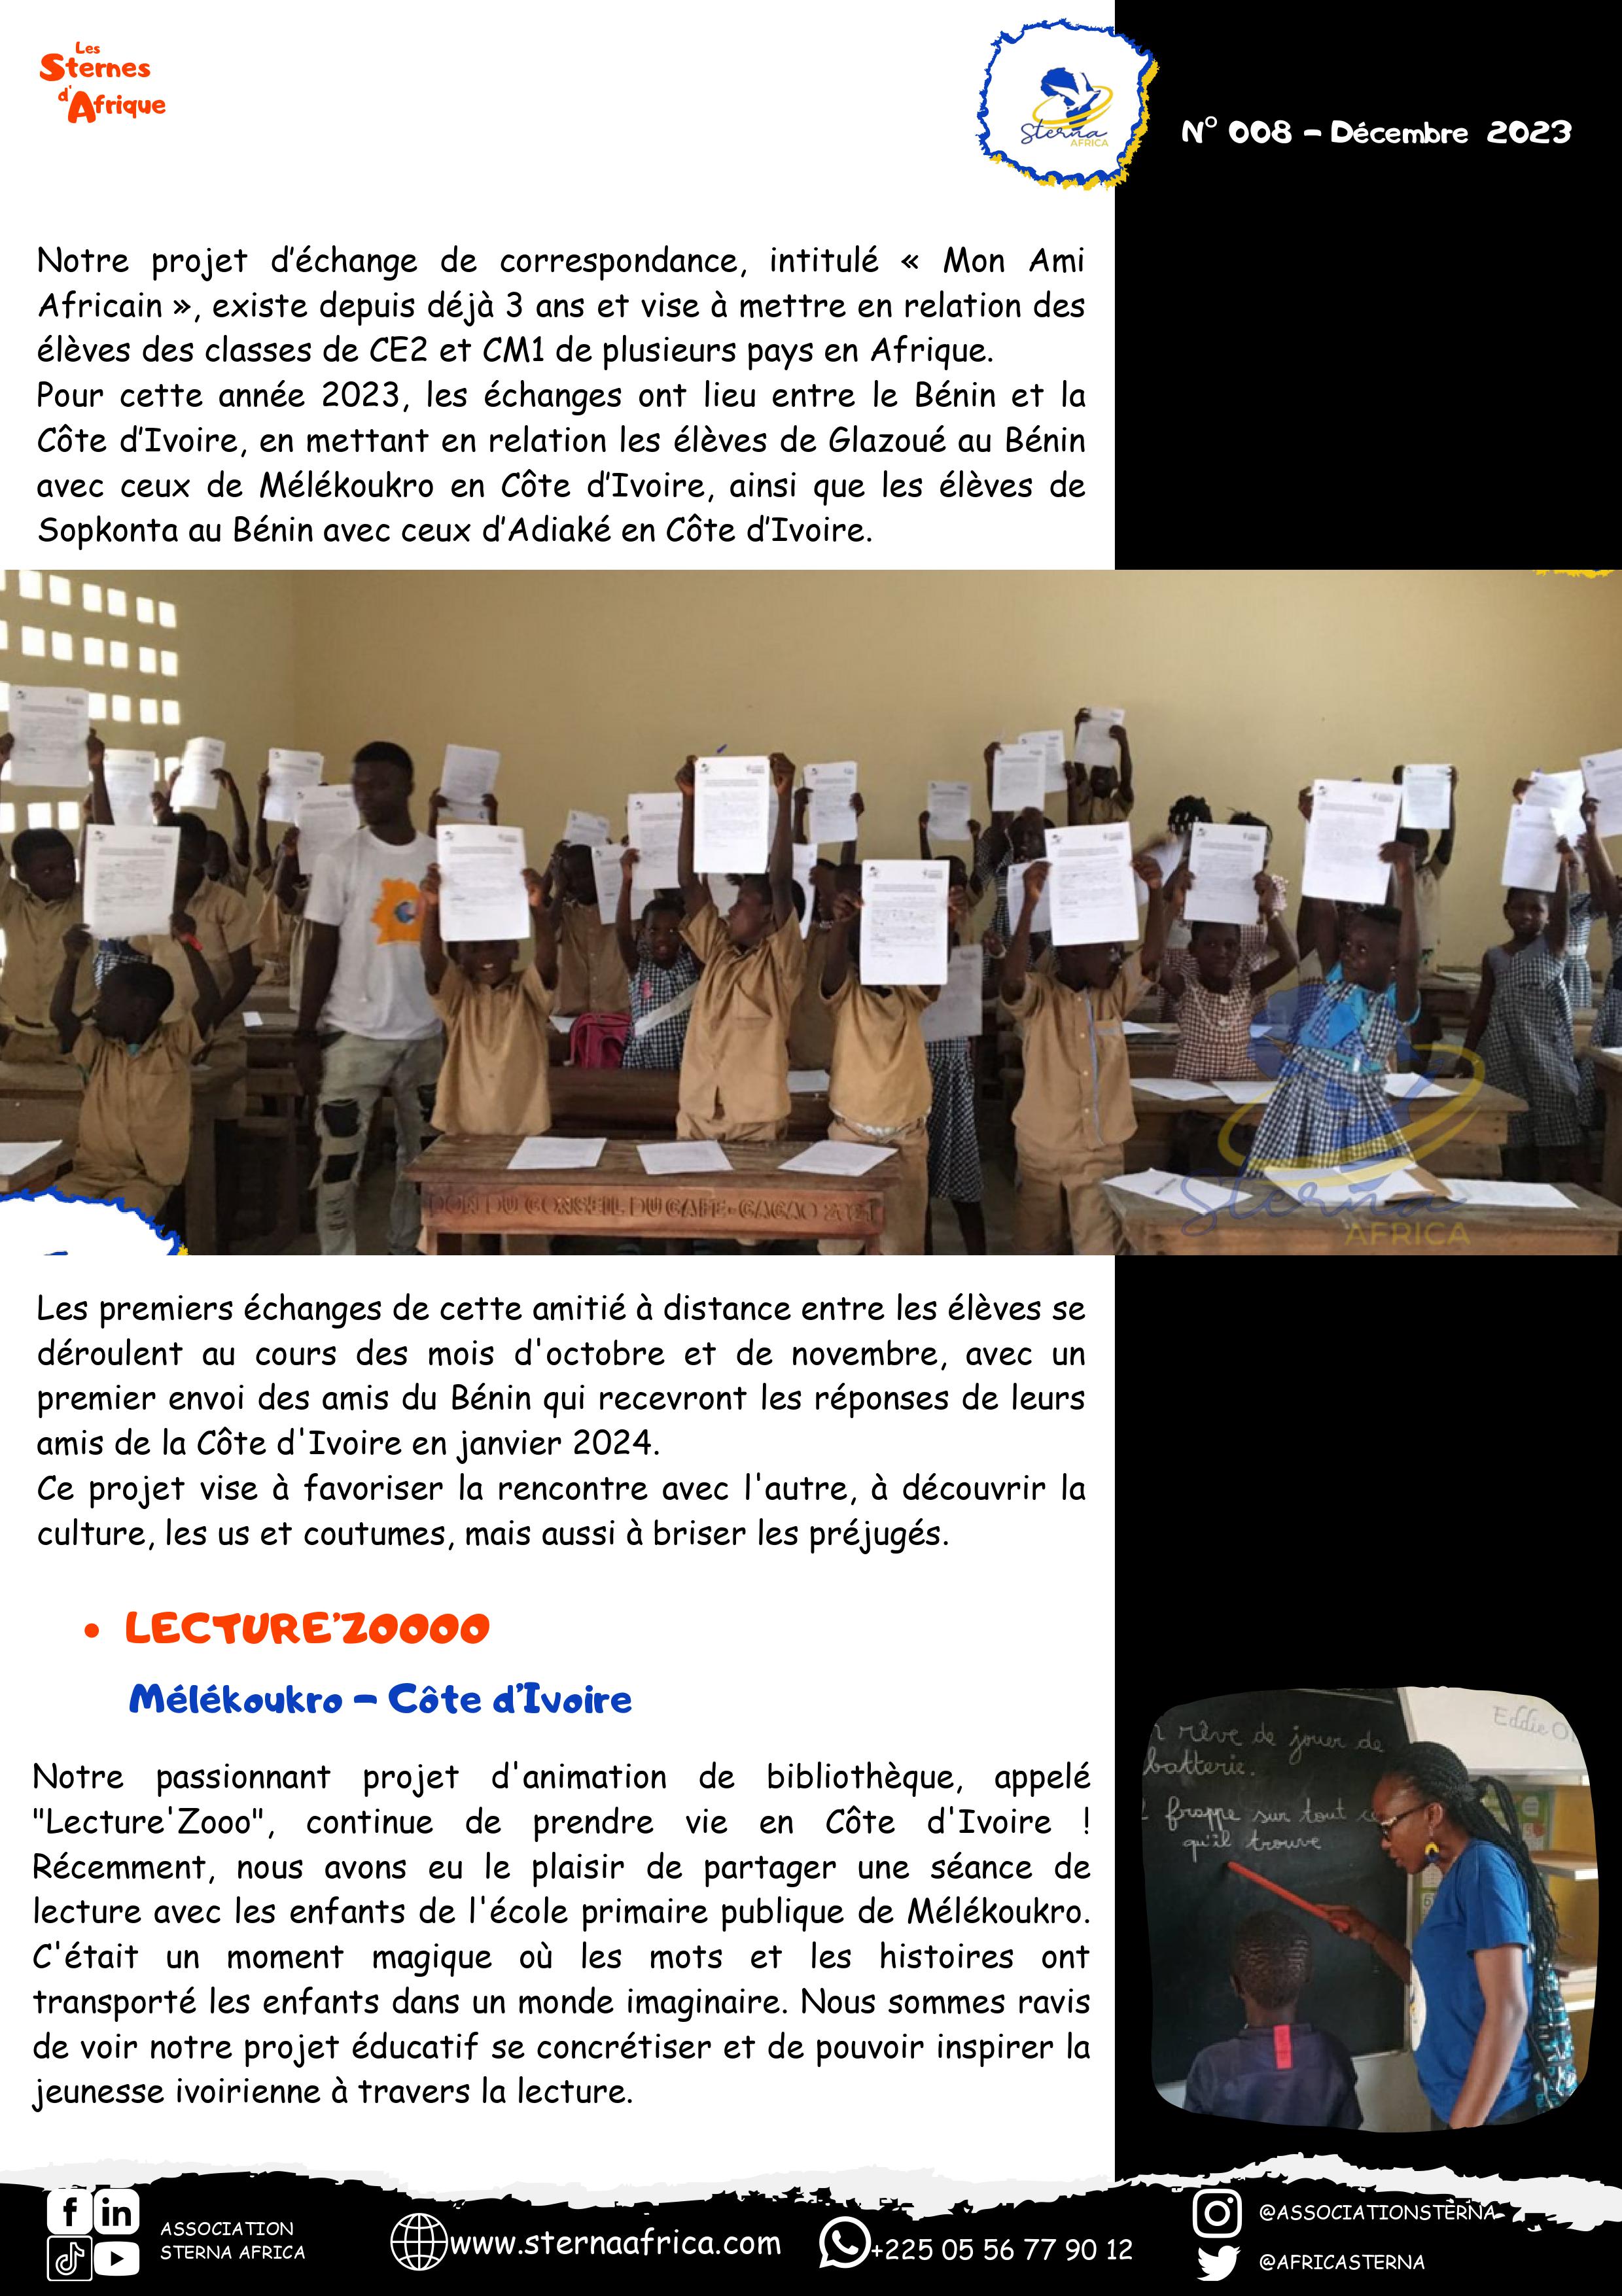 Les
Sternes
d'Afrique
Sterna
AFRICA
N° 008 - Décembre 2023
Notre projet d’échange de correspondance, intitulé « Mon Ami
Africain », existe depuis déjà 3 ans et vise à mettre en relation des
élèves des classes de CE2 et CM1 de plusieurs pays en Afrique.
Pour cette année 2023, les échanges ont lieu entre le Bénin et la
Côte d’Ivoire, en mettant en relation les élèves de Glazoué au Bénin
avec ceux de Mélékoukro en Côte d’Ivoire, ainsi que les élèves de
Sopkonta au Bénin avec ceux d’Adiaké en Côte d’Ivoire.
DON DU CONSEIL DU CAFE-CACAO
Sterna
AFRICA
Les premiers échanges de cette amitié à distance entre les élèves se
déroulent au cours des mois d'octobre et de novembre, avec un
premier envoi des amis du Bénin qui recevront les réponses de leurs
amis de la Côte d'Ivoire en janvier 2024.
Ce projet vise à favoriser la rencontre avec l'autre, à découvrir la
culture, les us et coutumes, mais aussi à briser les préjugés.
• LECTURE’ZOOOO
Mélékoukro - Côte d’Ivoire
Notre passionnant projet d'animation de bibliothèque, appelé
"Lecture'Zooo", continue de prendre vie en Côte d'Ivoire !
Récemment, nous avons eu le plaisir de partager une séance de
lecture avec les enfants de l'école primaire publique de Mélékoukro.
C'était un moment magique où les mots et les histoires ont
transporté les enfants dans un monde imaginaire. Nous sommes ravis
de voir notre projet éducatif se concrétiser et de pouvoir inspirer la
jeunesse ivoirienne à travers la lecture.
rêve de jouer de
batterie.
frappe sur tout ce
qu'il trouve
Eddie
ASSOCIATION
STERNA AFRICA
www.sternaafrica.com
+225 05 56 77 90 12
@ASSOCIATIONSTERNA
@AFRICASTERNA